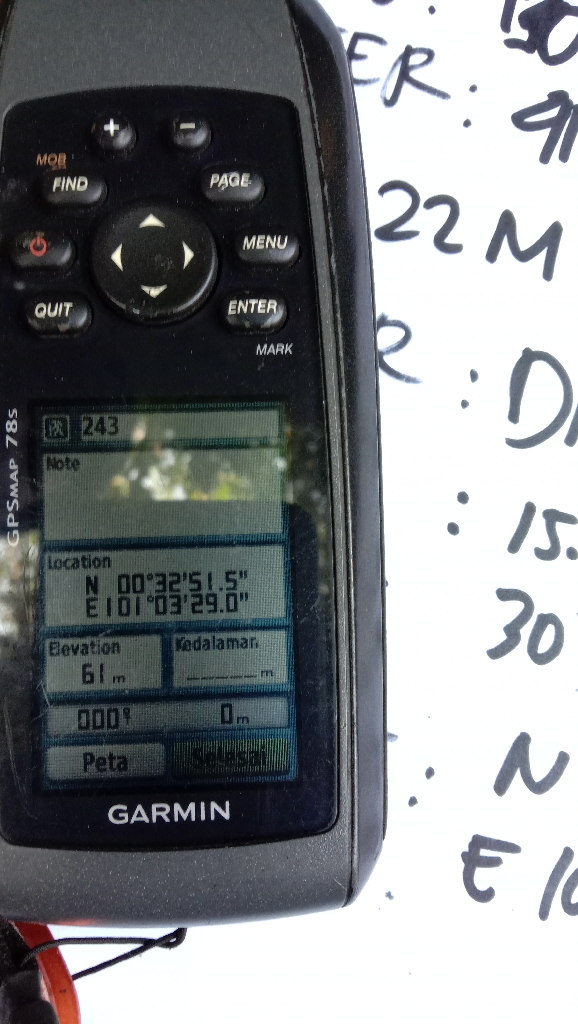 +
-
MOB
FIND
PAGE
MENU
QUIT
ENTER
MARK
GPSMAP 78s
243
Note
Location
N 00°32'51.5"
E101°03'29.0"
Elevation
61 m
Kedalaman
_ _ _ _ _ m
000°
0m
Peta
Selesai
GARMIN
ER :
22 M
R :
: 15.
30
: N
: E 10